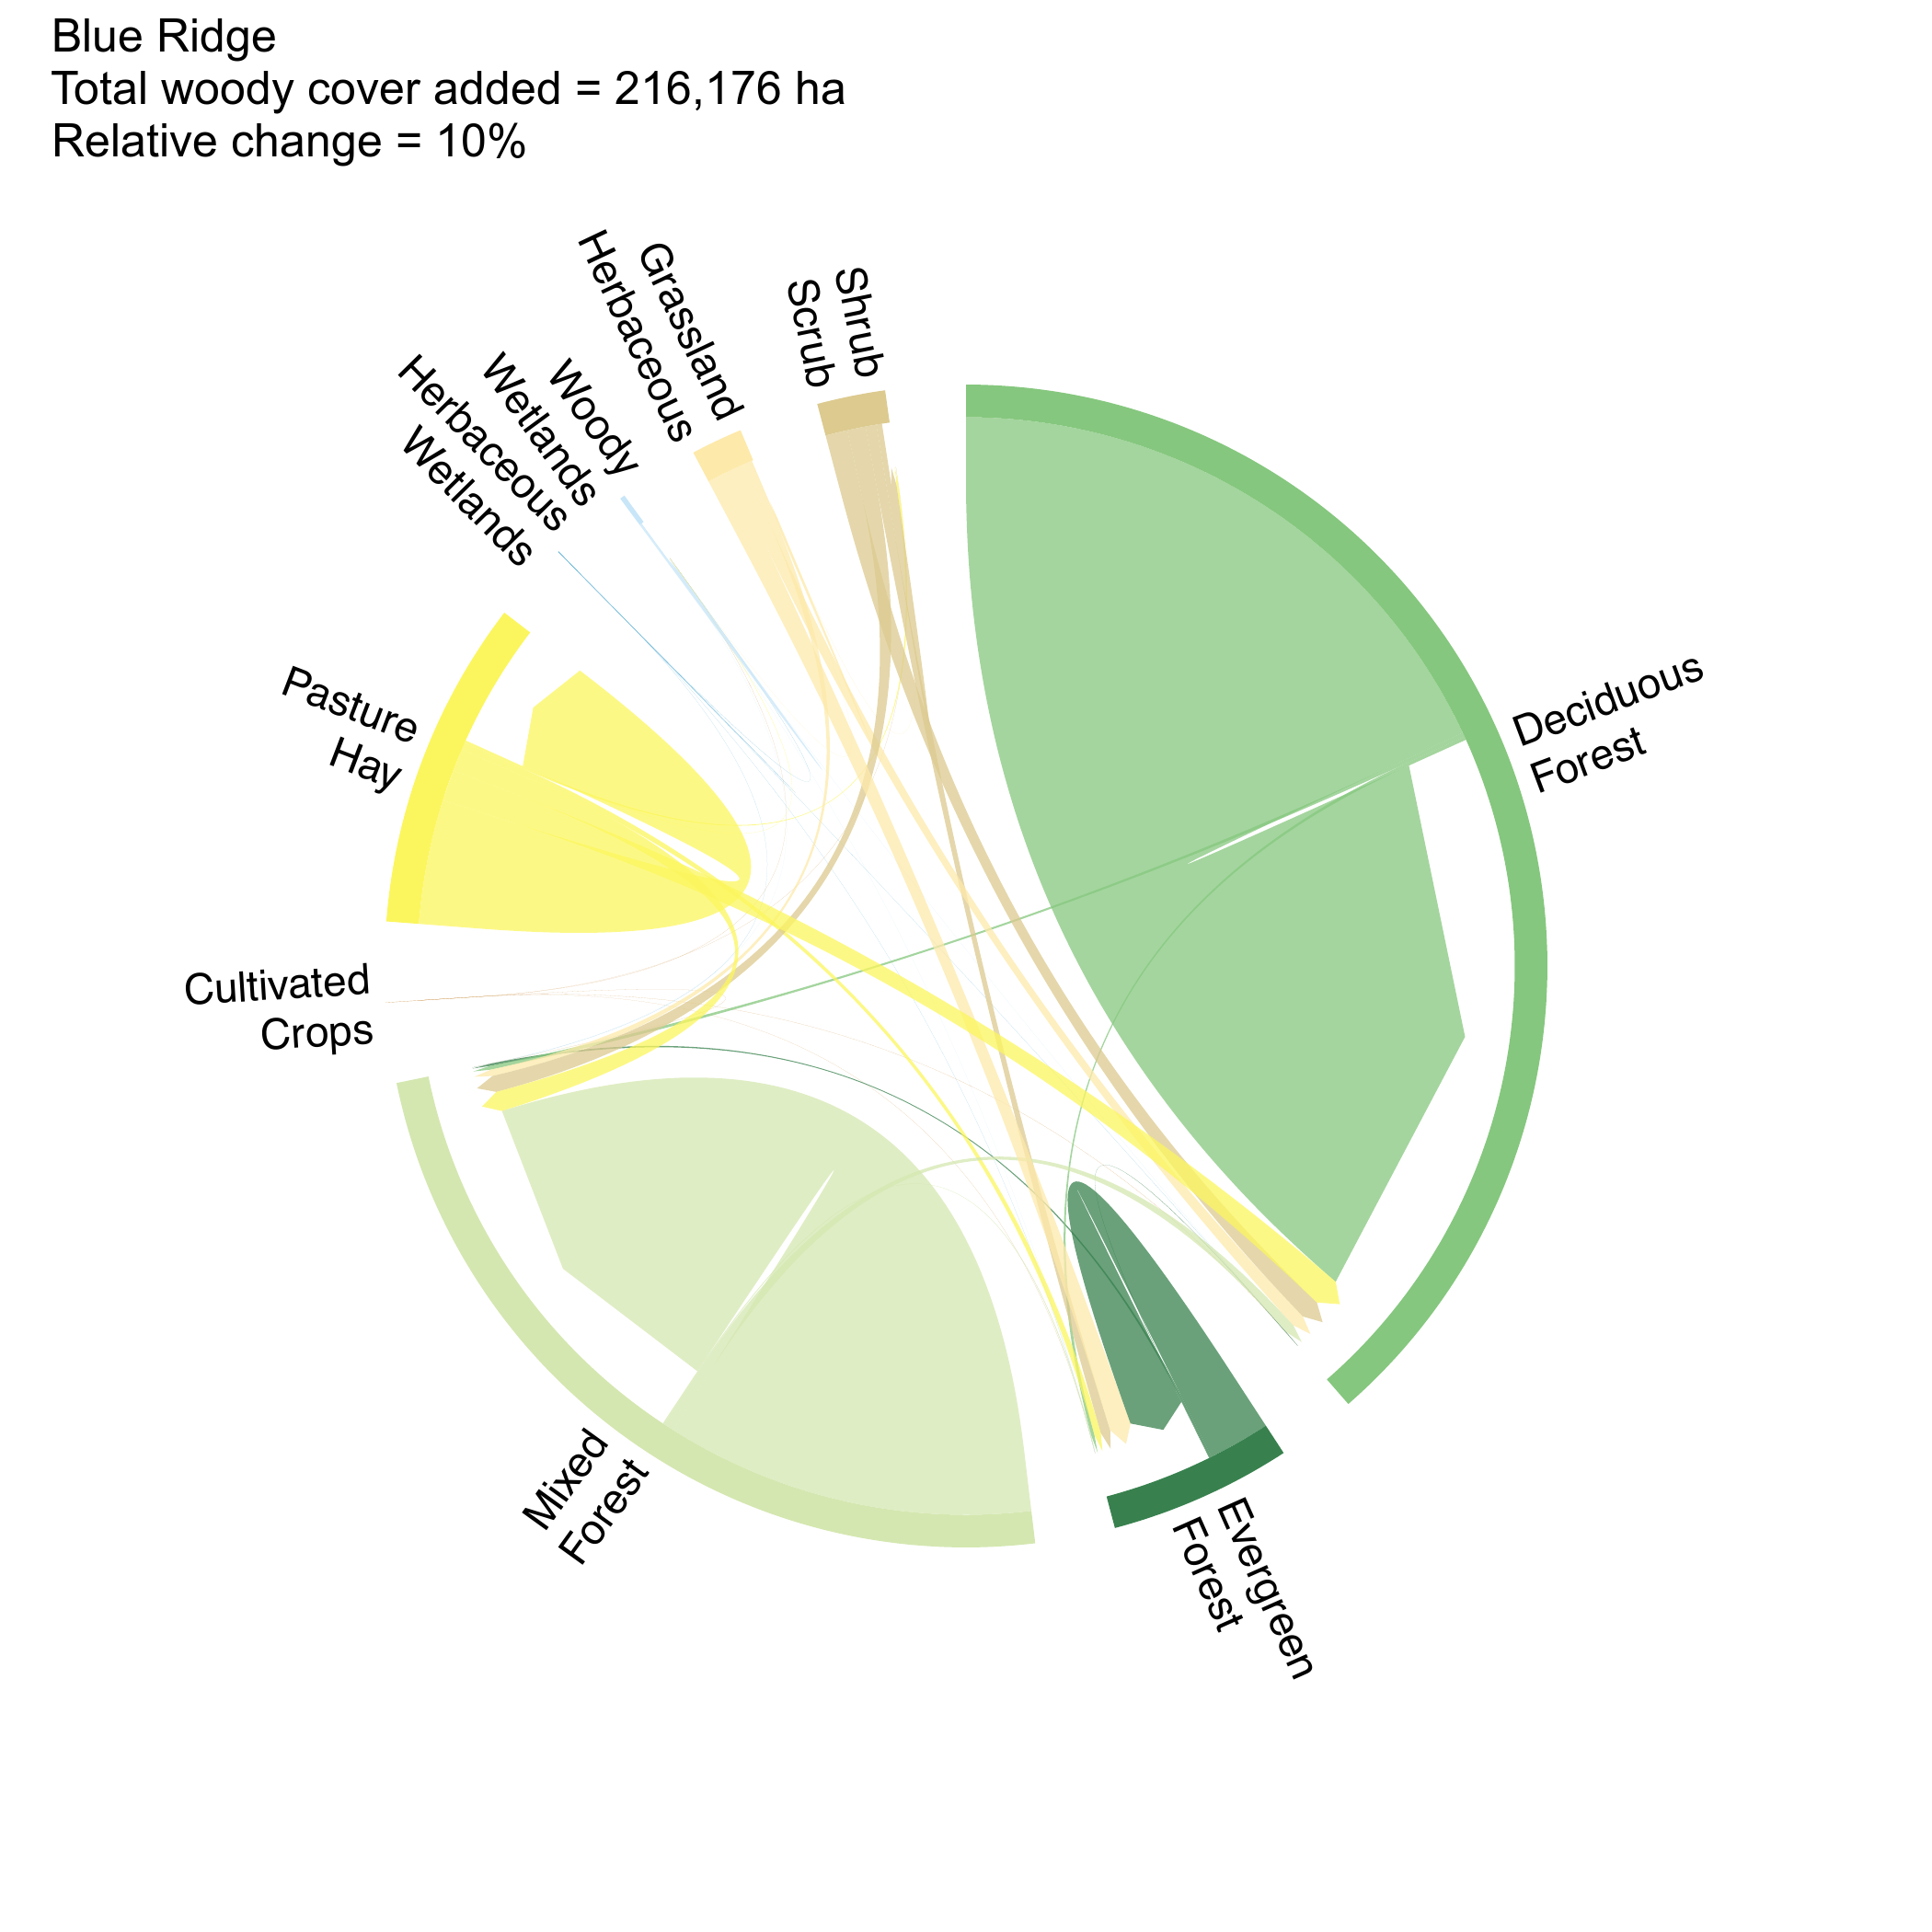 Blue Ridge
Total woody cover added = 216,176 ha
Relative change = 10%
Shrub
Scrub
Grassland
Herbaceous
Woody
Wetlands
Herbaceous
Wetlands
Pasture
Hay
Cultivated
Crops
Mixed
Forest
Evergreen
Forest
Deciduous
Forest